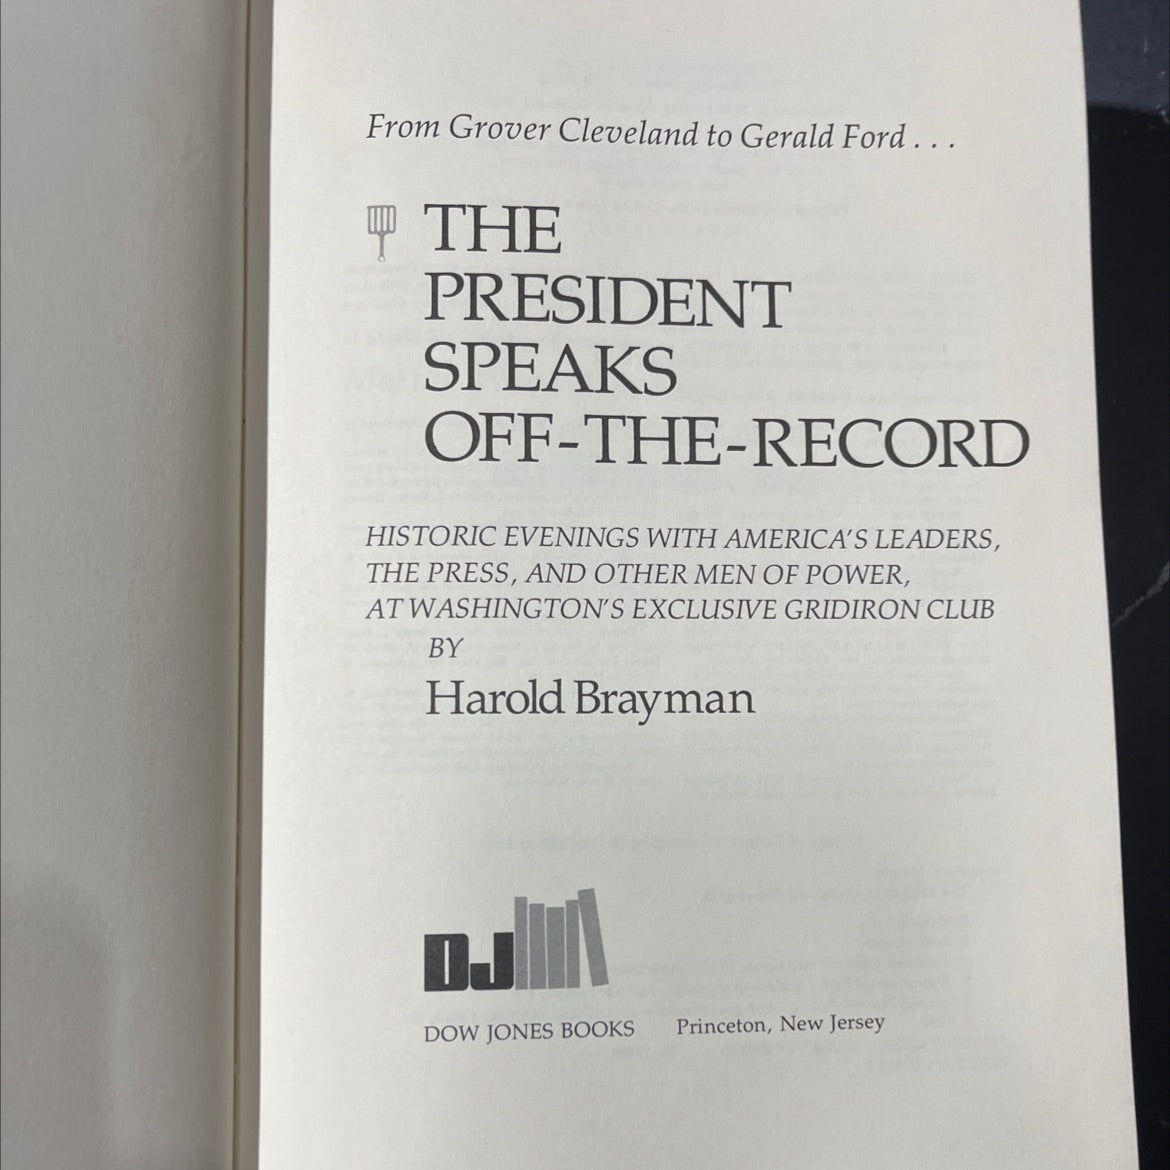 From Grover Cleveland to Gerald Ford . . .
THE
PRESIDENT
SPEAKS
OFF-THE-RECORD
HISTORIC EVENINGS WITH AMERICA'S LEADERS,
THE PRESS, AND OTHER MEN OF POWER,
AT WASHINGTON'S EXCLUSIVE GRIDIRON CLUB
BY
Harold Brayman
DJ
DOW JONES BOOKS Princeton, New Jersey